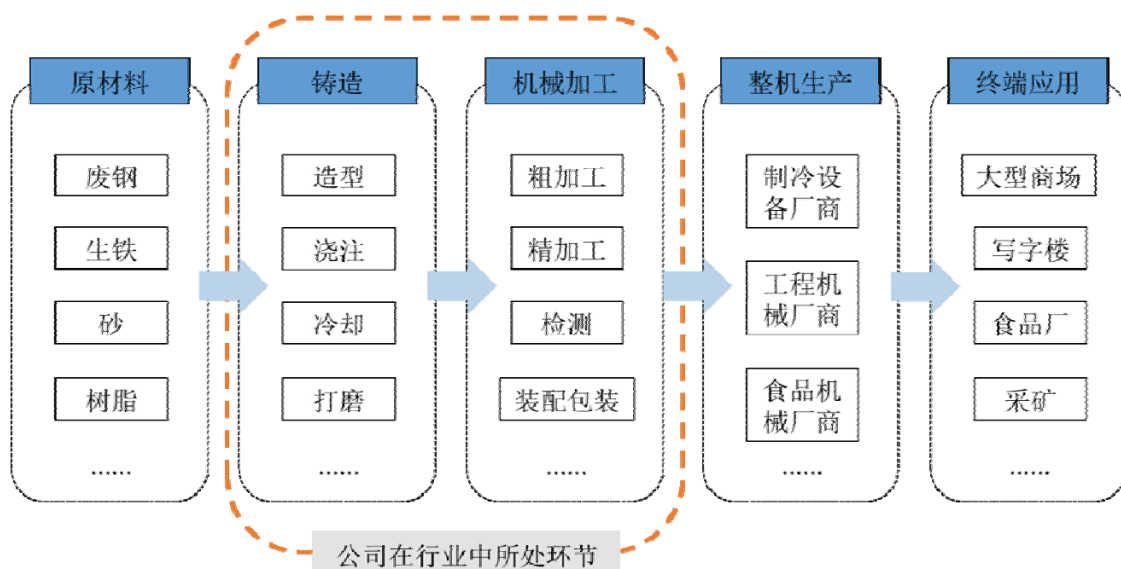 原材料
废钢
生铁
砂
树脂
……
铸造
造型
浇注
冷却
打磨
……
机械加工
粗加工
精加工
检测
装配包装
……
整机生产
制冷设
备厂商
工程机
械厂商
食品机
械厂商
……
终端应用
大型商场
写字楼
食品厂
采矿
……
公司在行业中所处环节